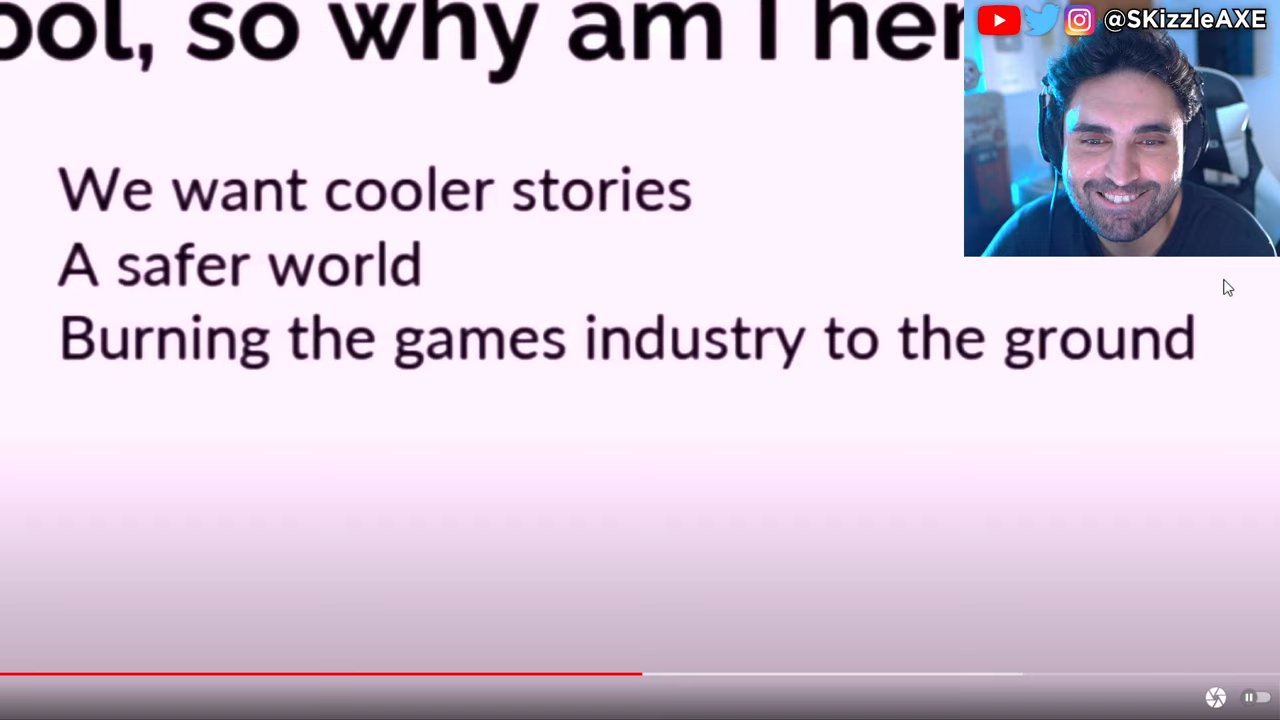 ool, so why am I her
@SKizzleAXE
We want cooler stories
A safer world
Burning the games industry to the ground